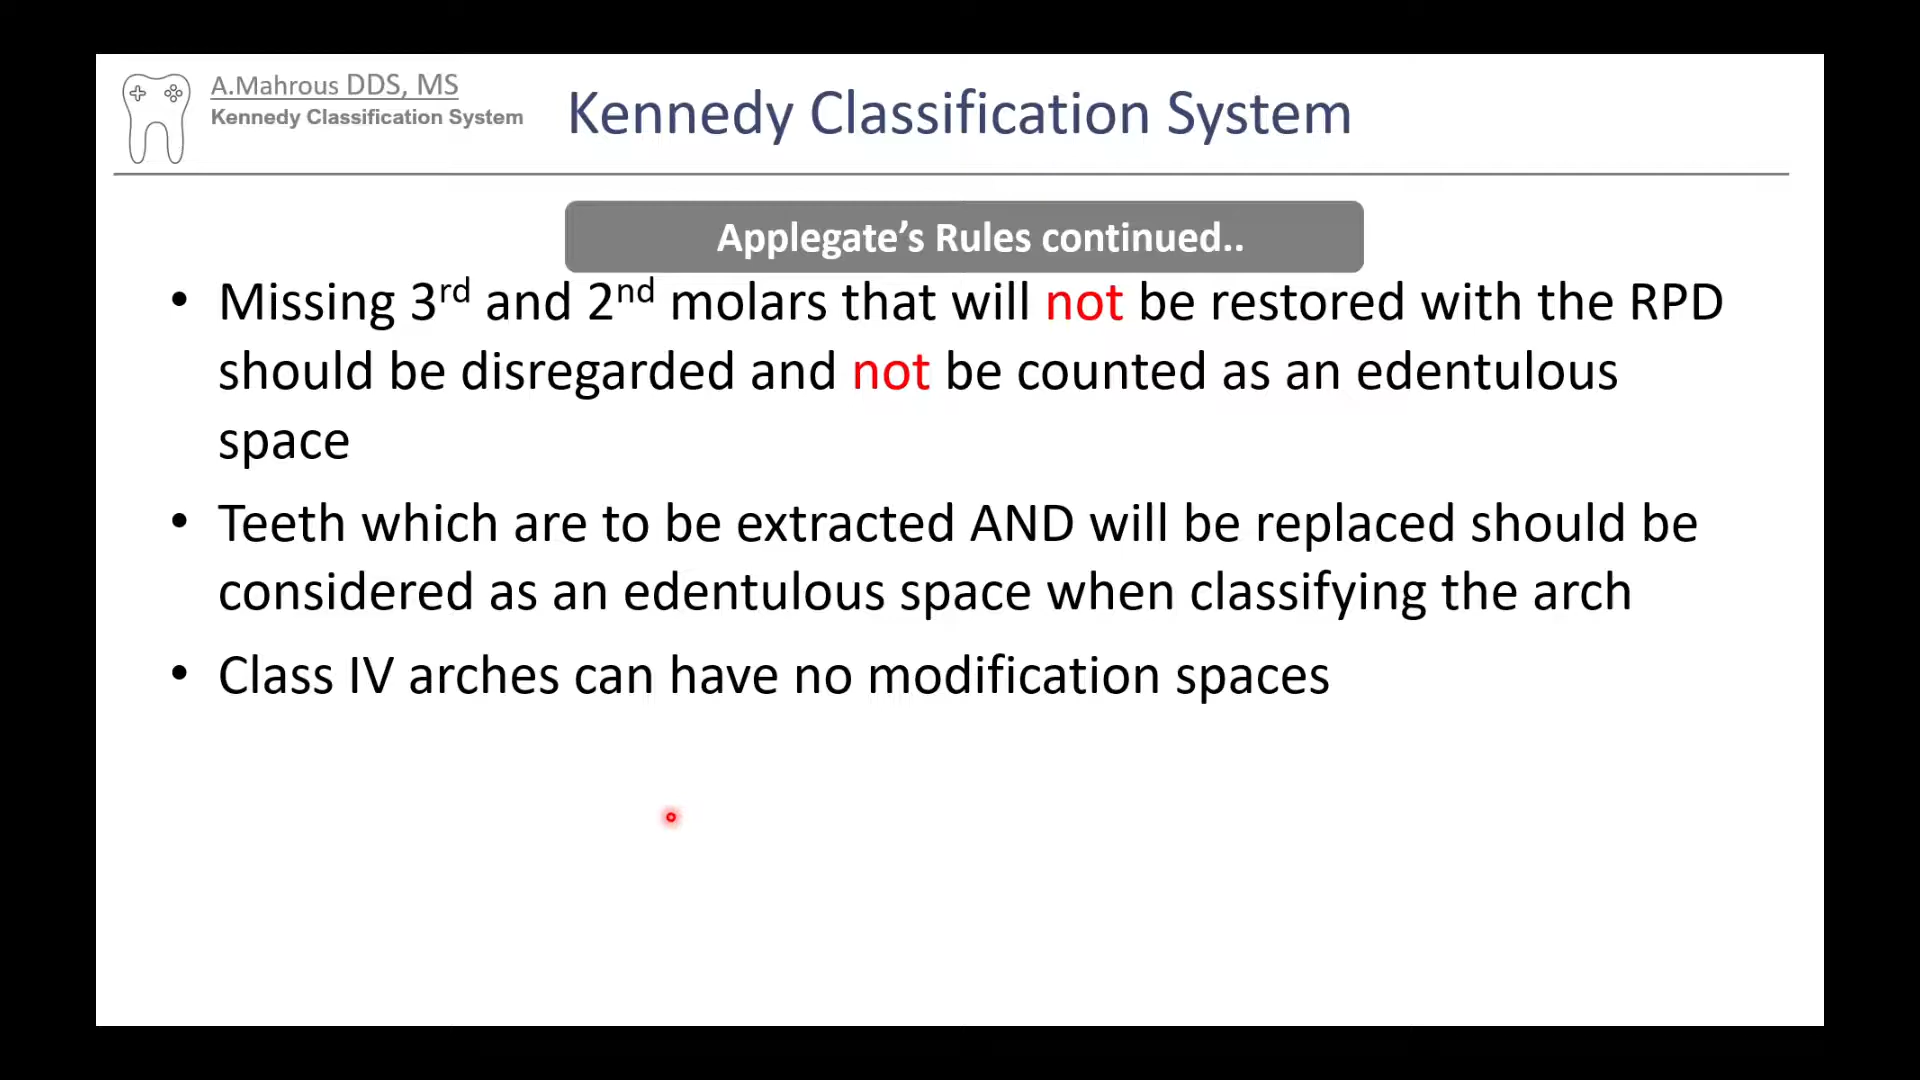 A.Mahrous DDS, MS
Kennedy Classification System
Kennedy Classification System
Applegate’s Rules continued..
• Missing 3rd and 2nd molars that will not be restored with the RPD
should be disregarded and not be counted as an edentulous
space
• Teeth which are to be extracted AND will be replaced should be
considered as an edentulous space when classifying the arch
• Class IV arches can have no modification spaces